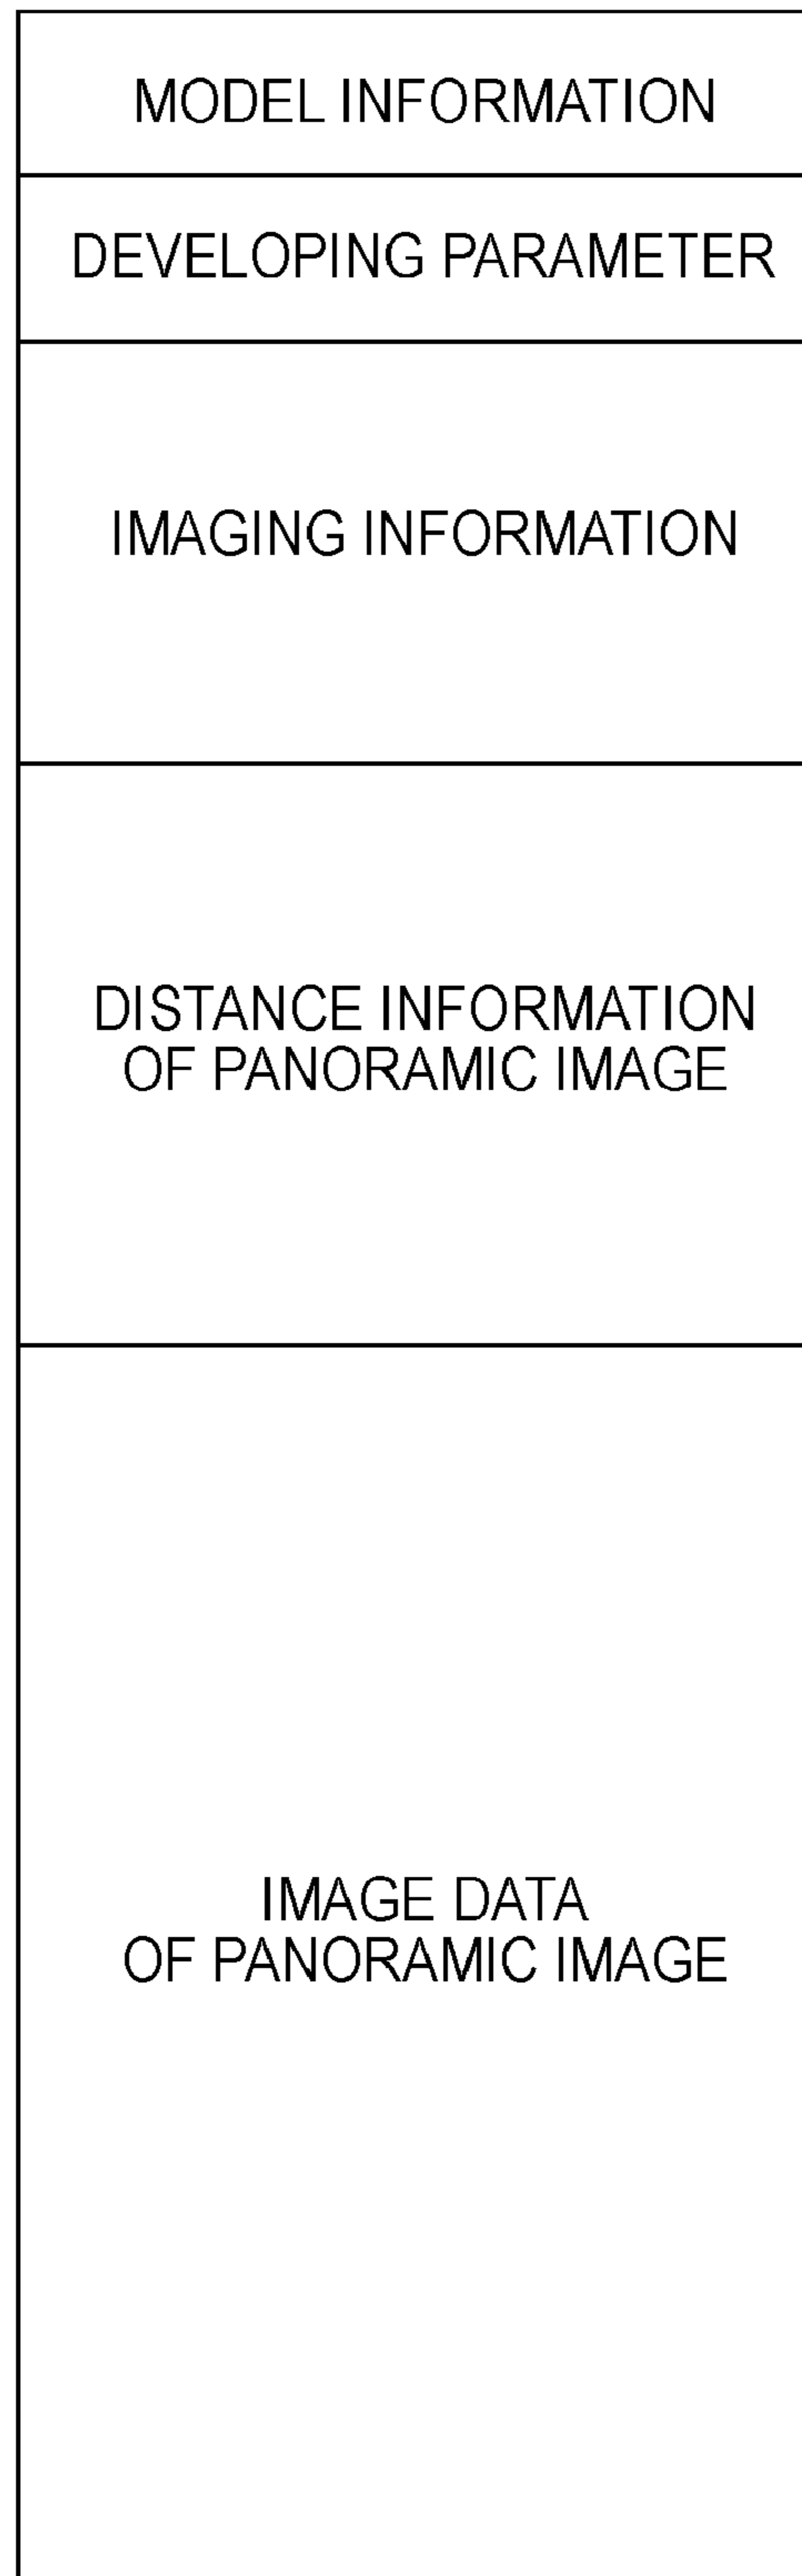 MODEL INFORMATION
DEVELOPING PARAMETER
IMAGING INFORMATION
DISTANCE INFORMATION
OF PANORAMIC IMAGE
IMAGE DATA
OF PANORAMIC IMAGE